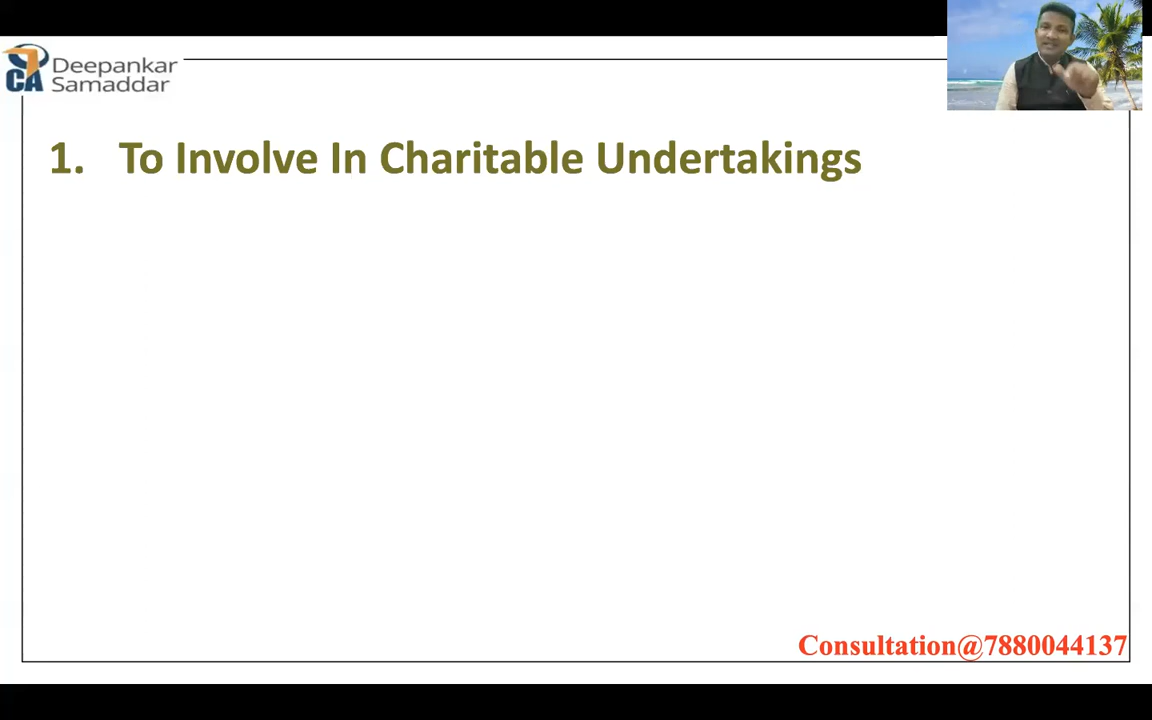 CA
Deepankar
Samaddar
1. To Involve In Charitable Undertakings
Consultation@7880044137